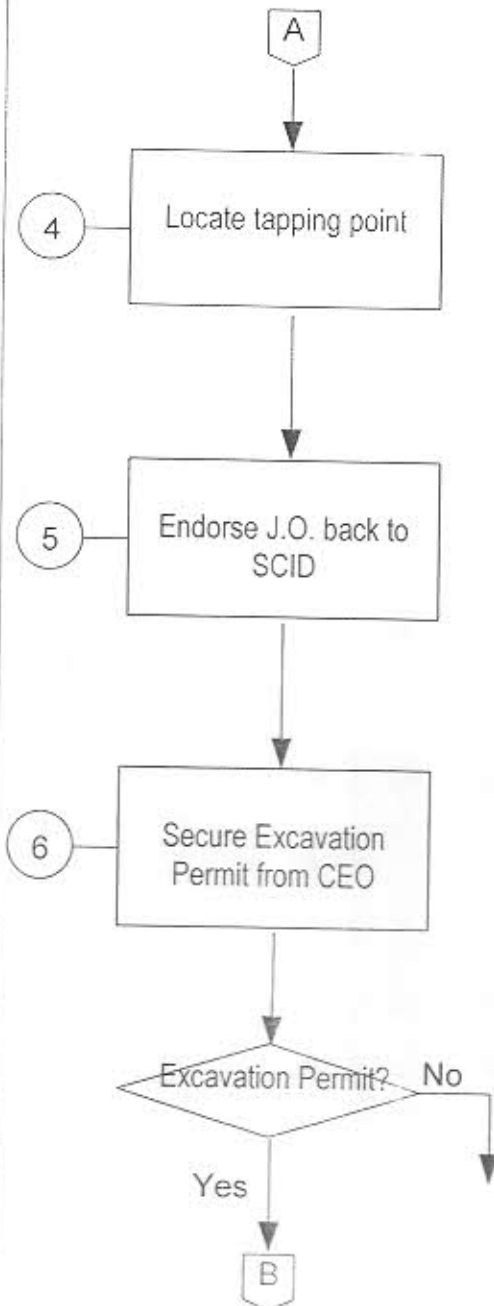 A
4
Locate tapping point
5
Endorse J.O. back to
SCID
6
Secure Excavation
Permit from CEO
Excavation Permit?
No
Yes
B